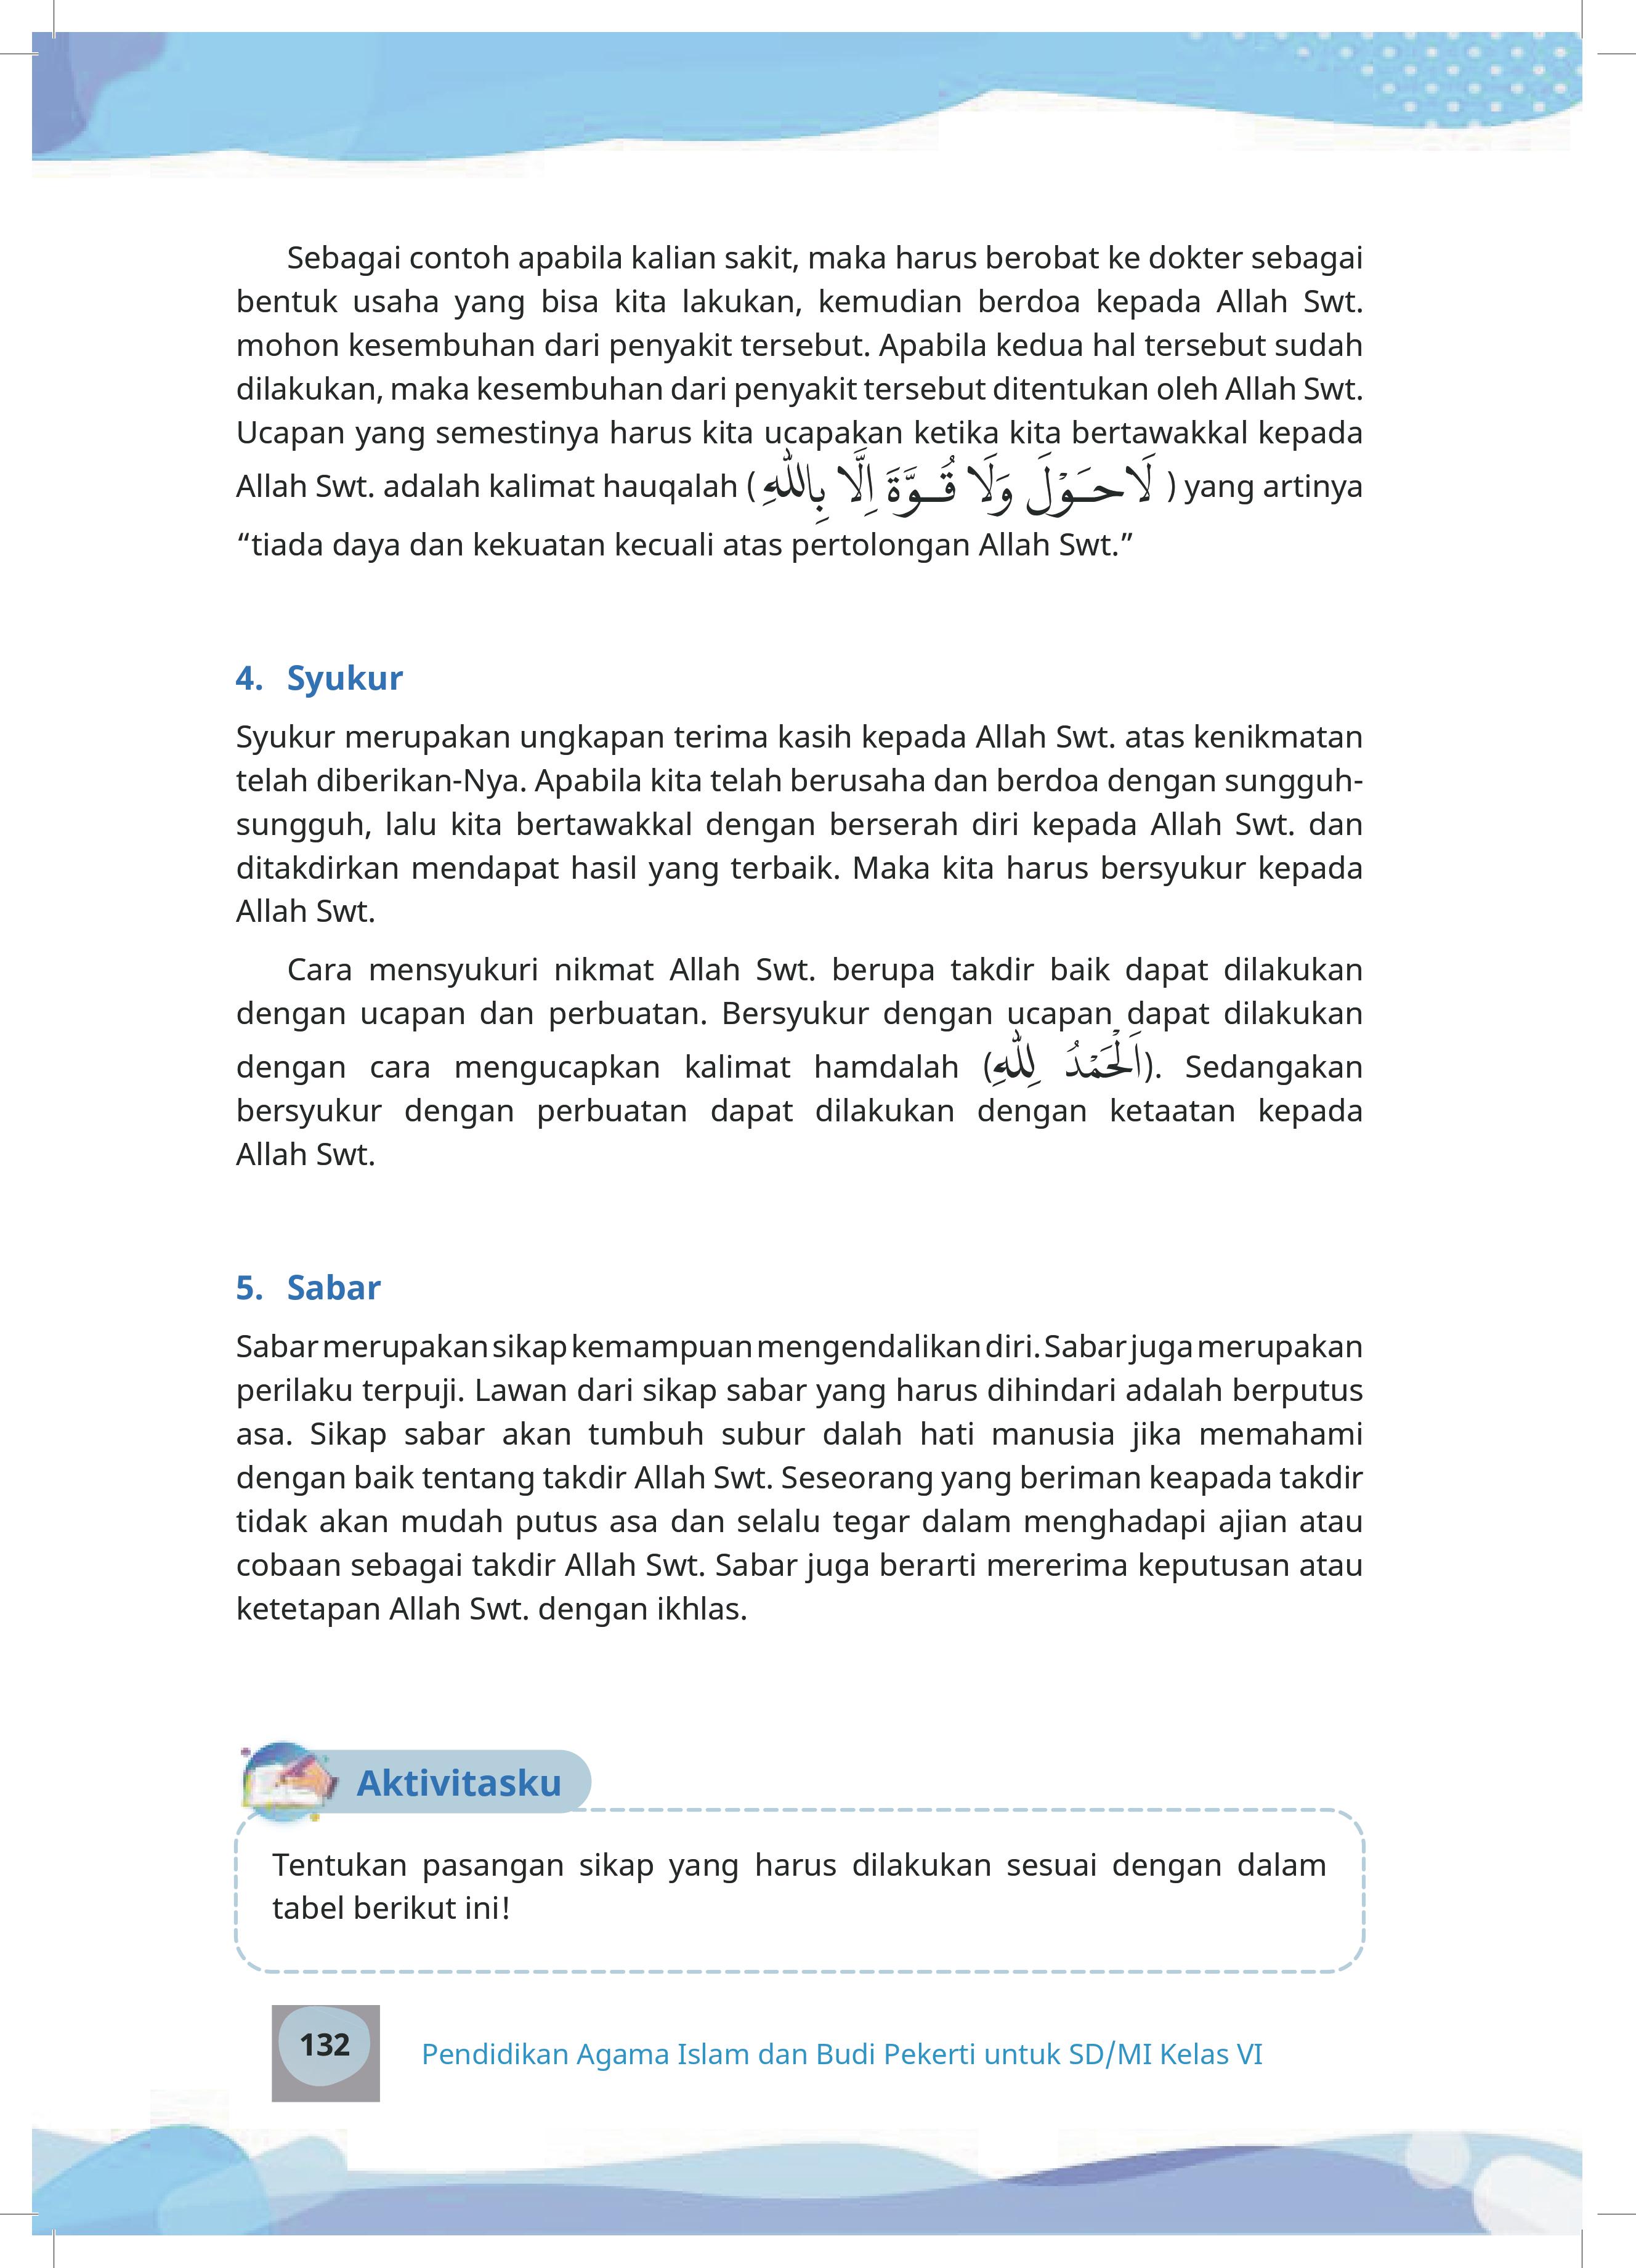 Sebagai contoh apabila kalian sakit, maka harus berobat ke dokter sebagai
bentuk usaha yang bisa kita lakukan, kemudian berdoa kepada Allah Swt.
mohon kesembuhan dari penyakit tersebut. Apabila kedua hal tersebut sudah
dilakukan, maka kesembuhan dari penyakit tersebut ditentukan oleh Allah Swt.
Ucapan yang semestinya harus kita ucapakan ketika kita bertawakkal kepada
Allah Swt. adalah kalimat hauqalah (لَاحَـوْلَ وَلَا قُـوَّةَ اِلَّا بِاللّٰهِ ) yang artinya
“tiada daya dan kekuatan kecuali atas pertolongan Allah Swt.”
4. Syukur
Syukur merupakan ungkapan terima kasih kepada Allah Swt. atas kenikmatan
telah diberikan-Nya. Apabila kita telah berusaha dan berdoa dengan sungguh-
sungguh, lalu kita bertawakkal dengan berserah diri kepada Allah Swt. dan
ditakdirkan mendapat hasil yang terbaik. Maka kita harus bersyukur kepada
Allah Swt.
Cara mensyukuri nikmat Allah Swt. berupa takdir baik dapat dilakukan
dengan ucapan dan perbuatan. Bersyukur dengan ucapan dapat dilakukan
dengan cara mengucapkan kalimat hamdalah (اَلْحَمْدُ لِلّٰهِ). Sedangakan
bersyukur dengan perbuatan dapat dilakukan dengan ketaatan kepada
Allah Swt.
5. Sabar
Sabar merupakan sikap kemampuan mengendalikan diri. Sabar juga merupakan
perilaku terpuji. Lawan dari sikap sabar yang harus dihindari adalah berputus
asa. Sikap sabar akan tumbuh subur dalah hati manusia jika memahami
dengan baik tentang takdir Allah Swt. Seseorang yang beriman keapada takdir
tidak akan mudah putus asa dan selalu tegar dalam menghadapi ajian atau
cobaan sebagai takdir Allah Swt. Sabar juga berarti mererima keputusan atau
ketetapan Allah Swt. dengan ikhlas.
Aktivitasku
Tentukan pasangan sikap yang harus dilakukan sesuai dengan dalam
tabel berikut ini!
132
Pendidikan Agama Islam dan Budi Pekerti untuk SD/MI Kelas VI